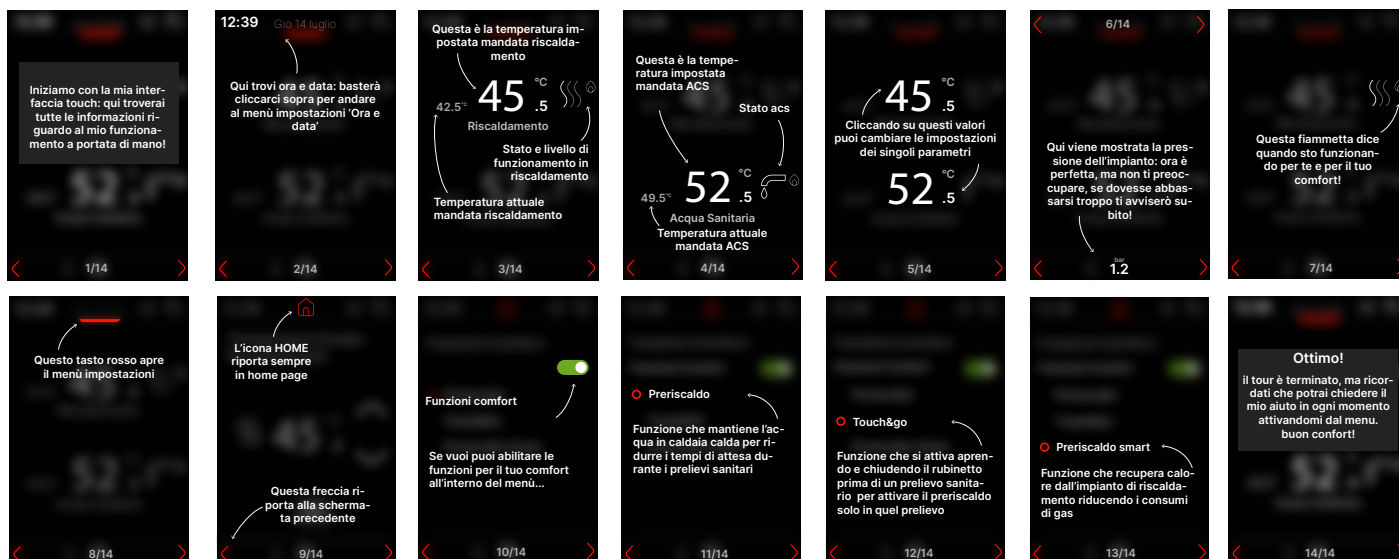 Iniziamo con la mia inter-
faccia touch: qui troverai
tutte le informazioni ri-
guardo al mio funziona-
mento a portata di mano!
1/14
12:39 Gio 14 luglio
Qui trovi ora e data: basterà
cliccarci sopra per andare
al menù impostazioni 'Ora e
data'
2/14
Questa è la temperatura im-
postata mandata riscalda-
mento
42.5°c 45 °C .5
Riscaldamento
Stato e livello di
funzionamento in
riscaldamento
Temperatura attuale
mandata riscaldamento
3/14
Questa è la tempe-
ratura impostata
mandata ACS
Stato acs
49.5°c 52 °C .5
Acqua Sanitaria
Temperatura attuale
mandata ACS
4/14
45 °C .5
Cliccando su questi valori
puoi cambiare le impostazioni
dei singoli parametri
52 °C .5
5/14
6/14
Qui viene mostrata la pres-
sione dell'impianto: ora è
perfetta, ma non ti preoc-
cupare, se dovesse abbas-
sarsi troppo ti avviserò su-
bito!
bar
1.2
Questa fiammetta dice
quando sto funzionan-
do per te e per il tuo
comfort!
7/14
Questo tasto rosso apre
il menù impostazioni
8/14
L'icona HOME
riporta sempre
in home page
Questa freccia ri-
porta alla scherma-
ta precedente
9/14
Funzioni comfort
Se vuoi puoi abilitare le
funzioni per il tuo comfort
all'interno del menù...
10/14
Preriscaldo
Funzione che mantiene l'ac-
qua in caldaia calda per ri-
durre i tempi di attesa du-
rante i prelievi sanitari
11/14
Touch&go
Funzione che si attiva apren-
do e chiudendo il rubinetto
prima di un prelievo sanita-
rio per attivare il preriscaldo
solo in quel prelievo
12/14
Preriscaldo smart
Funzione che recupera calo-
re dall'impianto di riscalda-
mento riducendo i consumi
di gas
13/14
Ottimo!
il tour è terminato, ma ricor-
dati che potrai chiedere il
mio aiuto in ogni momento
attivandomi dal menu.
buon confort!
14/14